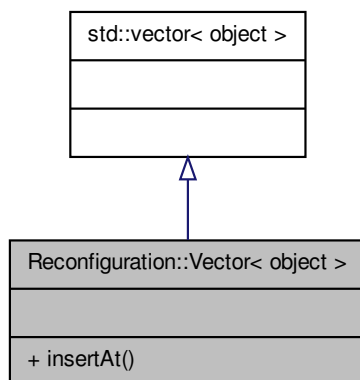 std::vector< object >
Reconfiguration::Vector< object >
+ insertAt()